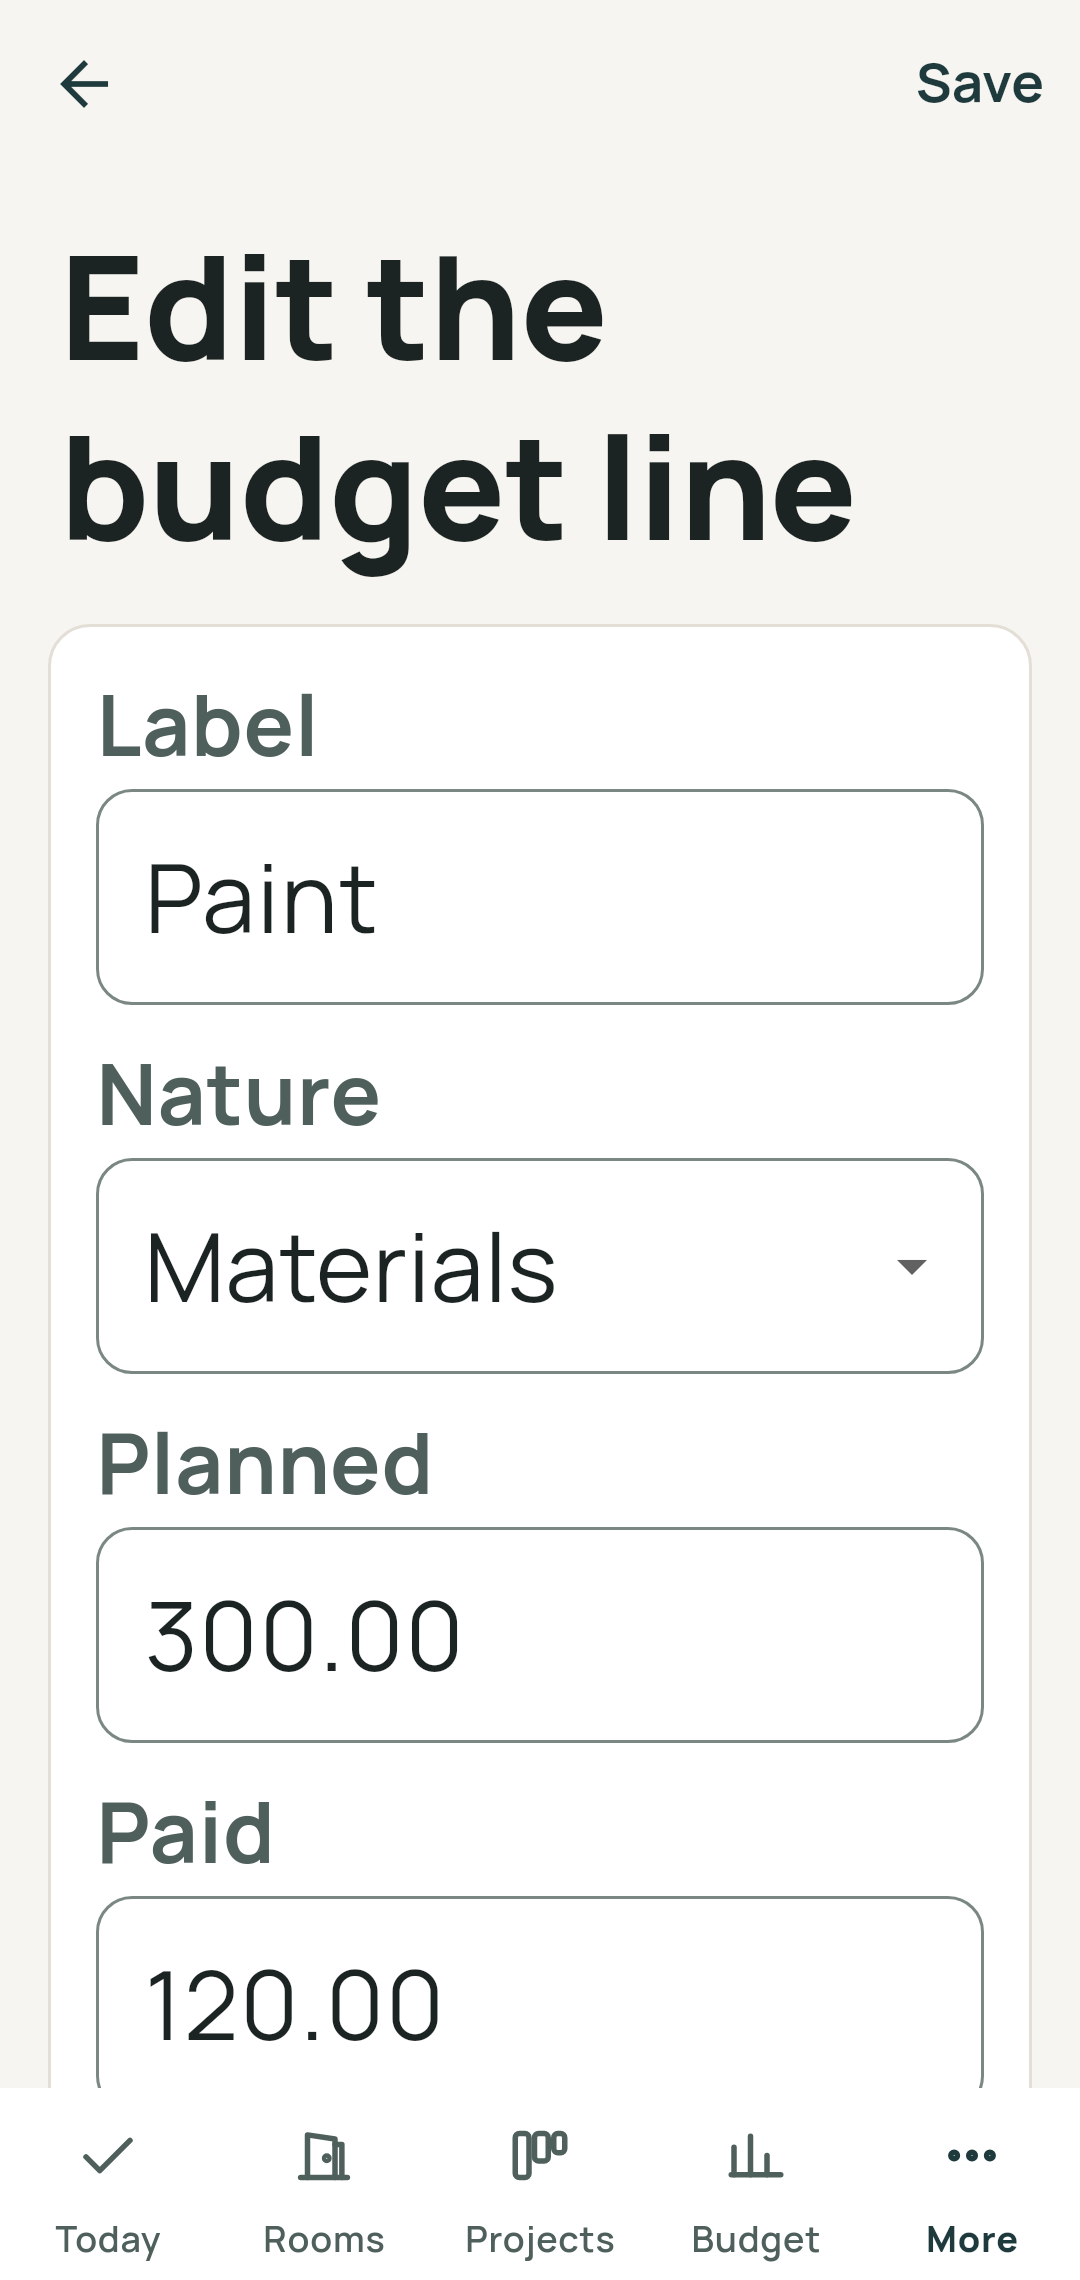 Save
Edit the
budget line
Label
Paint
Nature
Materials
Planned
300.00
Paid
120.00
Today
Rooms
Projects
Budget
More